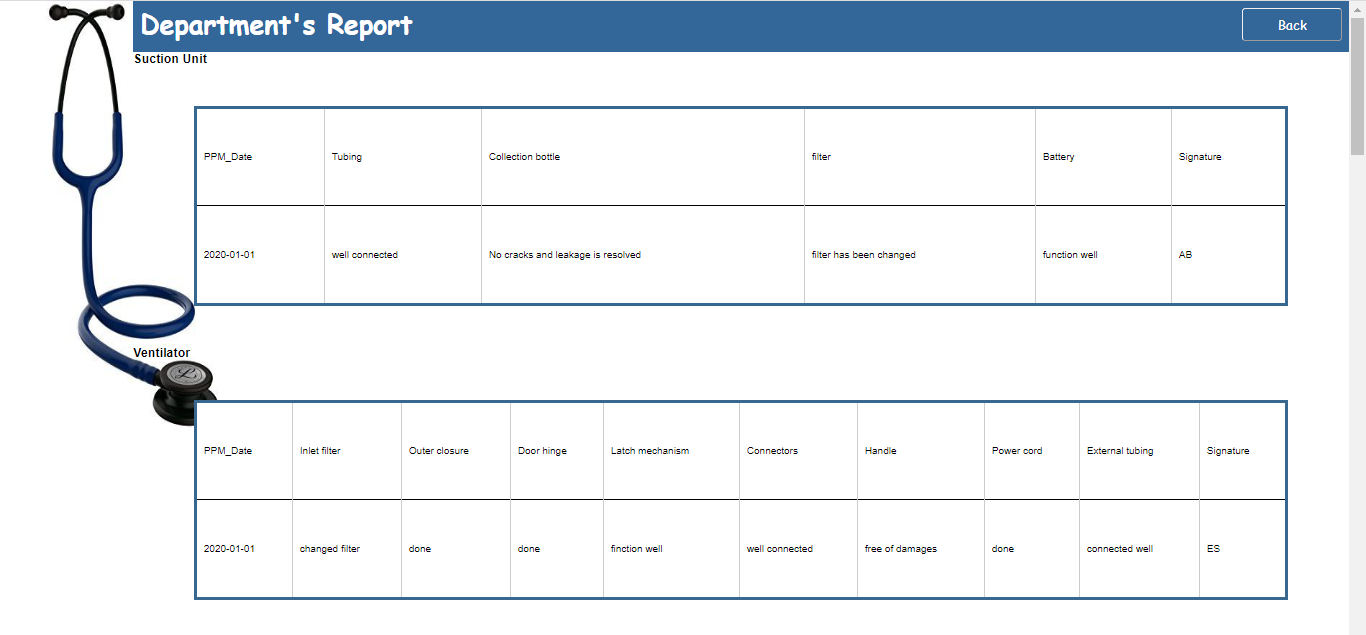 Department's Report
Back
Suction Unit
PPM_Date Tubing Collection bottle filter Battery Signature
2020-01-01 well connected No cracks and leakage is resolved filter has been changed function well AB
Ventilator
L
PPM_Date Inlet filter Outer closure Door hinge Latch mechanism Connectors Handle Power cord External tubing Signature
2020-01-01 changed filter done done finction well well connected free of damages done connected well ES